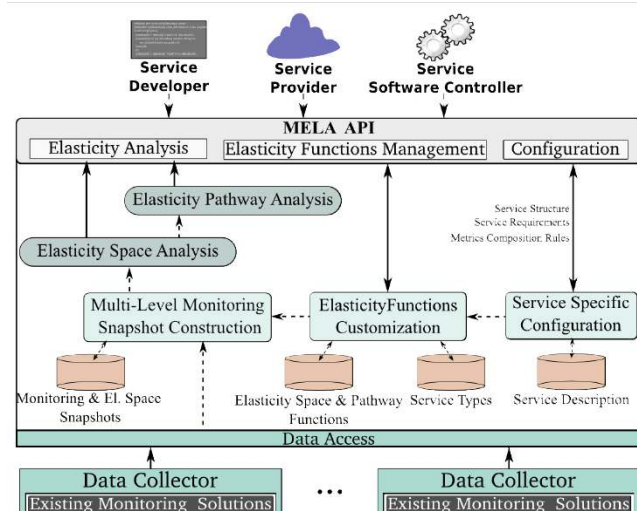 Service
Developer
Service
Provider
Service
Software Controller
MELA API
Elasticity Analysis
Elasticity Functions Management
Configuration
Elasticity Pathway Analysis
Service Structure
Service Requirements
Metrics Composition Rules
Elasticity Space Analysis
Multi-Level Monitoring
Snapshot Construction
ElasticityFunctions
Customization
Service Specific
Configuration
Monitoring & El. Space
Snapshots
Elasticity Space & Pathway
Functions
Service Types
Service Description
Data Access
Data Collector
Existing Monitoring Solutions
...
Data Collector
Existing Monitoring Solutions